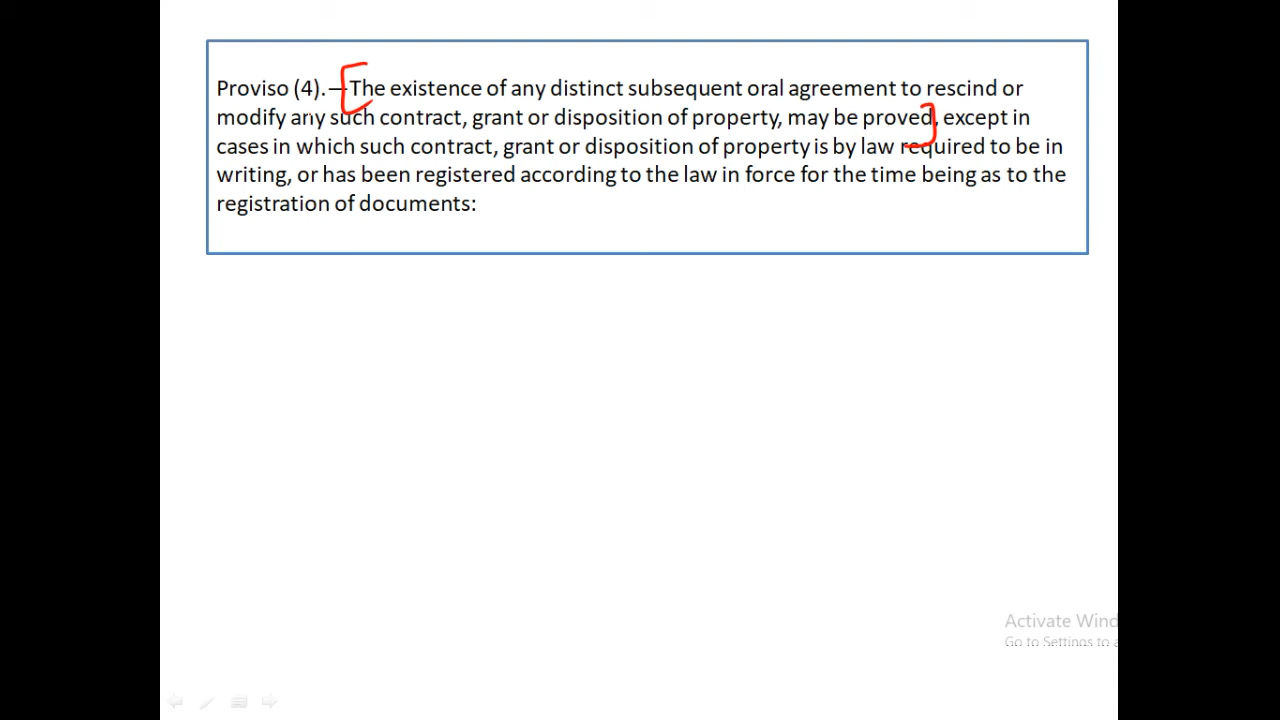 Proviso (4).—The existence of any distinct subsequent oral agreement to rescind or
modify any such contract, grant or disposition of property, may be proved, except in
cases in which such contract, grant or disposition of property is by law required to be in
writing, or has been registered according to the law in force for the time being as to the
registration of documents:
Activate Wind
Go to Settings to a